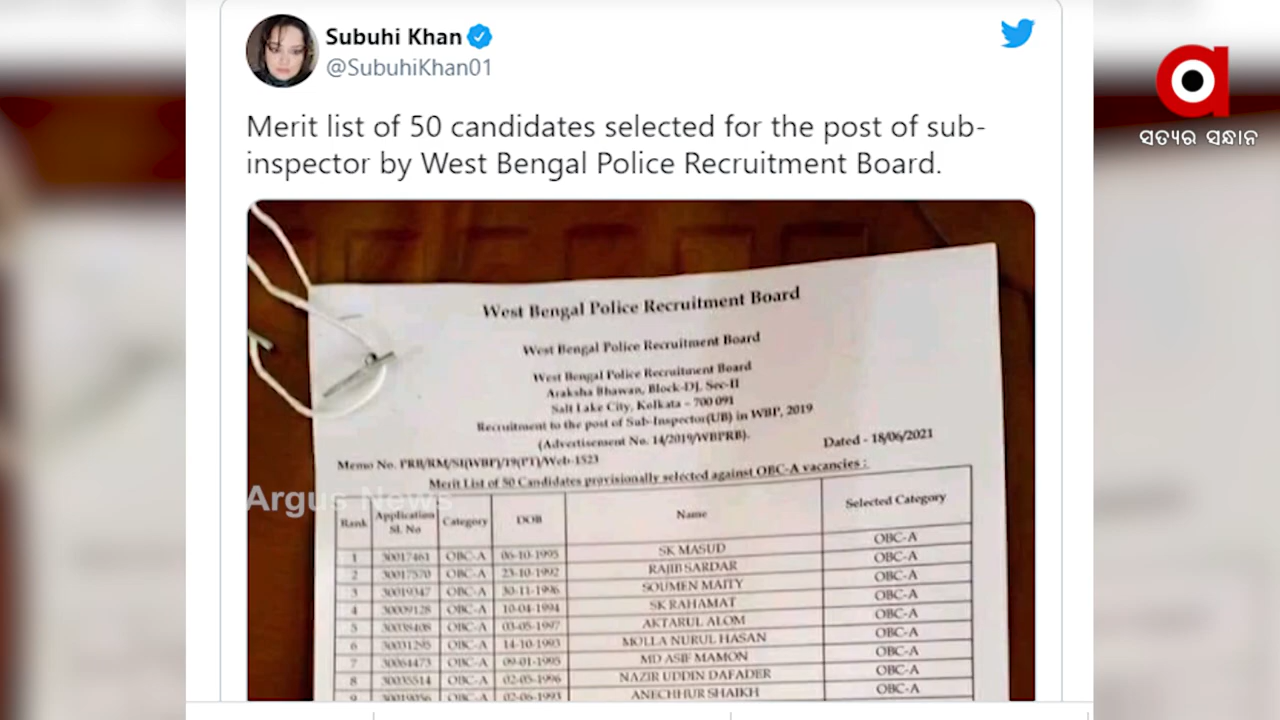 Subuhi Khan
@SubuhiKhan01
ସତ୍ୟର ସନ୍ଧାନ
Merit list of 50 candidates selected for the post of sub-
inspector by West Bengal Police Recruitment Board.
West Bengal Police Recruitment Board
West Bengal Police Recruitment Board
West Bengal Police Recruitment Board
Araksha Bhawan, Block-DJ, Sec-II
Salt Lake City, Kolkata – 700 091
Recruitment to the post of Sub-Inspector(UB) in WBP, 2019
(Advertisement No. 14/2019/WBPRB).
Memo No. PRB/RM/SI(WBP)/19(PT)/Web-1523 Dated - 18/06/2021
Merit List of 50 Candidates provisionally selected against OBC-A vacancies :
Argus News
Rank Application Sl. No Category DOB Name Selected Category
1 30017461 OBC-A 06-10-1995 SK MASUD OBC-A
2 30017570 OBC-A 23-10-1992 RAJIB SARDAR OBC-A
3 30019347 OBC-A 30-11-1996 SOUMEN MAITY OBC-A
4 30009128 OBC-A 10-04-1994 SK RAHAMAT OBC-A
5 30038408 OBC-A 03-05-1997 AKTARUL ALOM OBC-A
6 30031295 OBC-A 14-10-1993 MOLLA NURUL HASAN OBC-A
7 30064473 OBC-A 09-01-1995 MD ASIF MAMON OBC-A
8 30035514 OBC-A 02-05-1996 NAZIR UDDIN DAFADER OBC-A
9 OBC-A 02-06-1993 ANECHHUR SHAIKH OBC-A